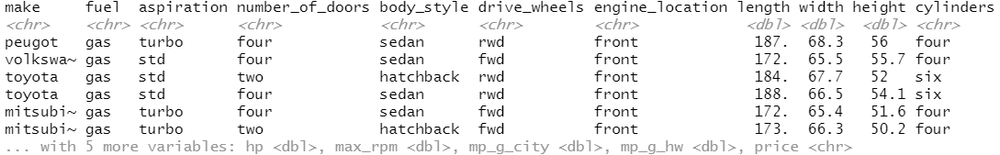 make fuel aspiration number_of_doors body_style drive_wheels engine_location length width height cylinders
<chr> <chr> <chr> <chr> <chr> <chr> <chr> <dbl> <dbl> <dbl> <chr>
peugot gas turbo four sedan rwd front 187. 68.3 56 four
volkswa~ gas std four sedan fwd front 172. 65.5 55.7 four
toyota gas std two hatchback rwd front 184. 67.7 52 six
toyota gas std four sedan rwd front 188. 66.5 54.1 six
mitsubi~ gas turbo four sedan fwd front 172. 65.4 51.6 four
mitsubi~ gas turbo two hatchback fwd front 173. 66.3 50.2 four
... with 5 more variables: hp <dbl>, max_rpm <dbl>, mp_g_city <dbl>, mp_g_hw <dbl>, price <chr>